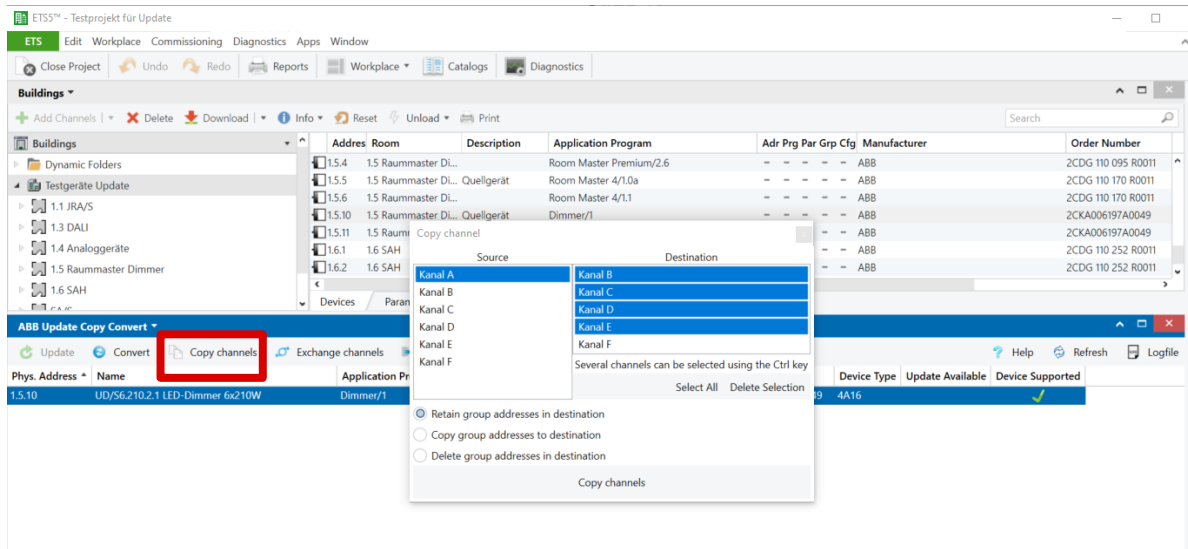 ETS5™ - Testprojekt für Update
ETS Edit Workplace Commissioning Diagnostics Apps Window
Close Project Undo Redo Reports Workplace Catalogs Diagnostics
Buildings
Add Channels Delete Download Info Reset Unload Print Search
Buildings
Dynamic Folders
Testgeräte Update
1.1 JRA/S
1.3 DALI
1.4 Analoggeräte
1.5 Raummaster Dimmer
1.6 SAH
Addres Room Description Application Program Adr Prg Par Grp Cfg Manufacturer Order Number
1.5.4 1.5 Raummaster Di... Room Master Premium/2.6 – – – – – ABB 2CDG 110 095 R0011
1.5.5 1.5 Raummaster Di... Quellgerät Room Master 4/1.0a – – – – – ABB 2CDG 110 170 R0011
1.5.6 1.5 Raummaster Di... Room Master 4/1.1 – – – – – ABB 2CDG 110 170 R0011
1.5.10 1.5 Raummaster Di... Quellgerät Dimmer/1 – – – – – ABB 2CKA006197A0049
1.5.11 1.5 Raumm – – ABB 2CKA006197A0049
1.6.1 1.6 SAH – – ABB 2CDG 110 252 R0011
1.6.2 1.6 SAH – – ABB 2CDG 110 252 R0011
Devices Param
ABB Update Copy Convert
Update Convert Copy channels Exchange channels Help Refresh Logfile
Phys. Address Name Application Pr Device Type Update Available Device Supported
1.5.10 UD/S6.210.2.1 LED-Dimmer 6x210W Dimmer/1 49 4A16
Copy channel
Source Destination
Kanal A
Kanal B
Kanal C
Kanal D
Kanal E
Kanal F
Kanal B
Kanal C
Kanal D
Kanal E
Kanal F
Several channels can be selected using the Ctrl key
Select All Delete Selection
Retain group addresses in destination
Copy group addresses to destination
Delete group addresses in destination
Copy channels